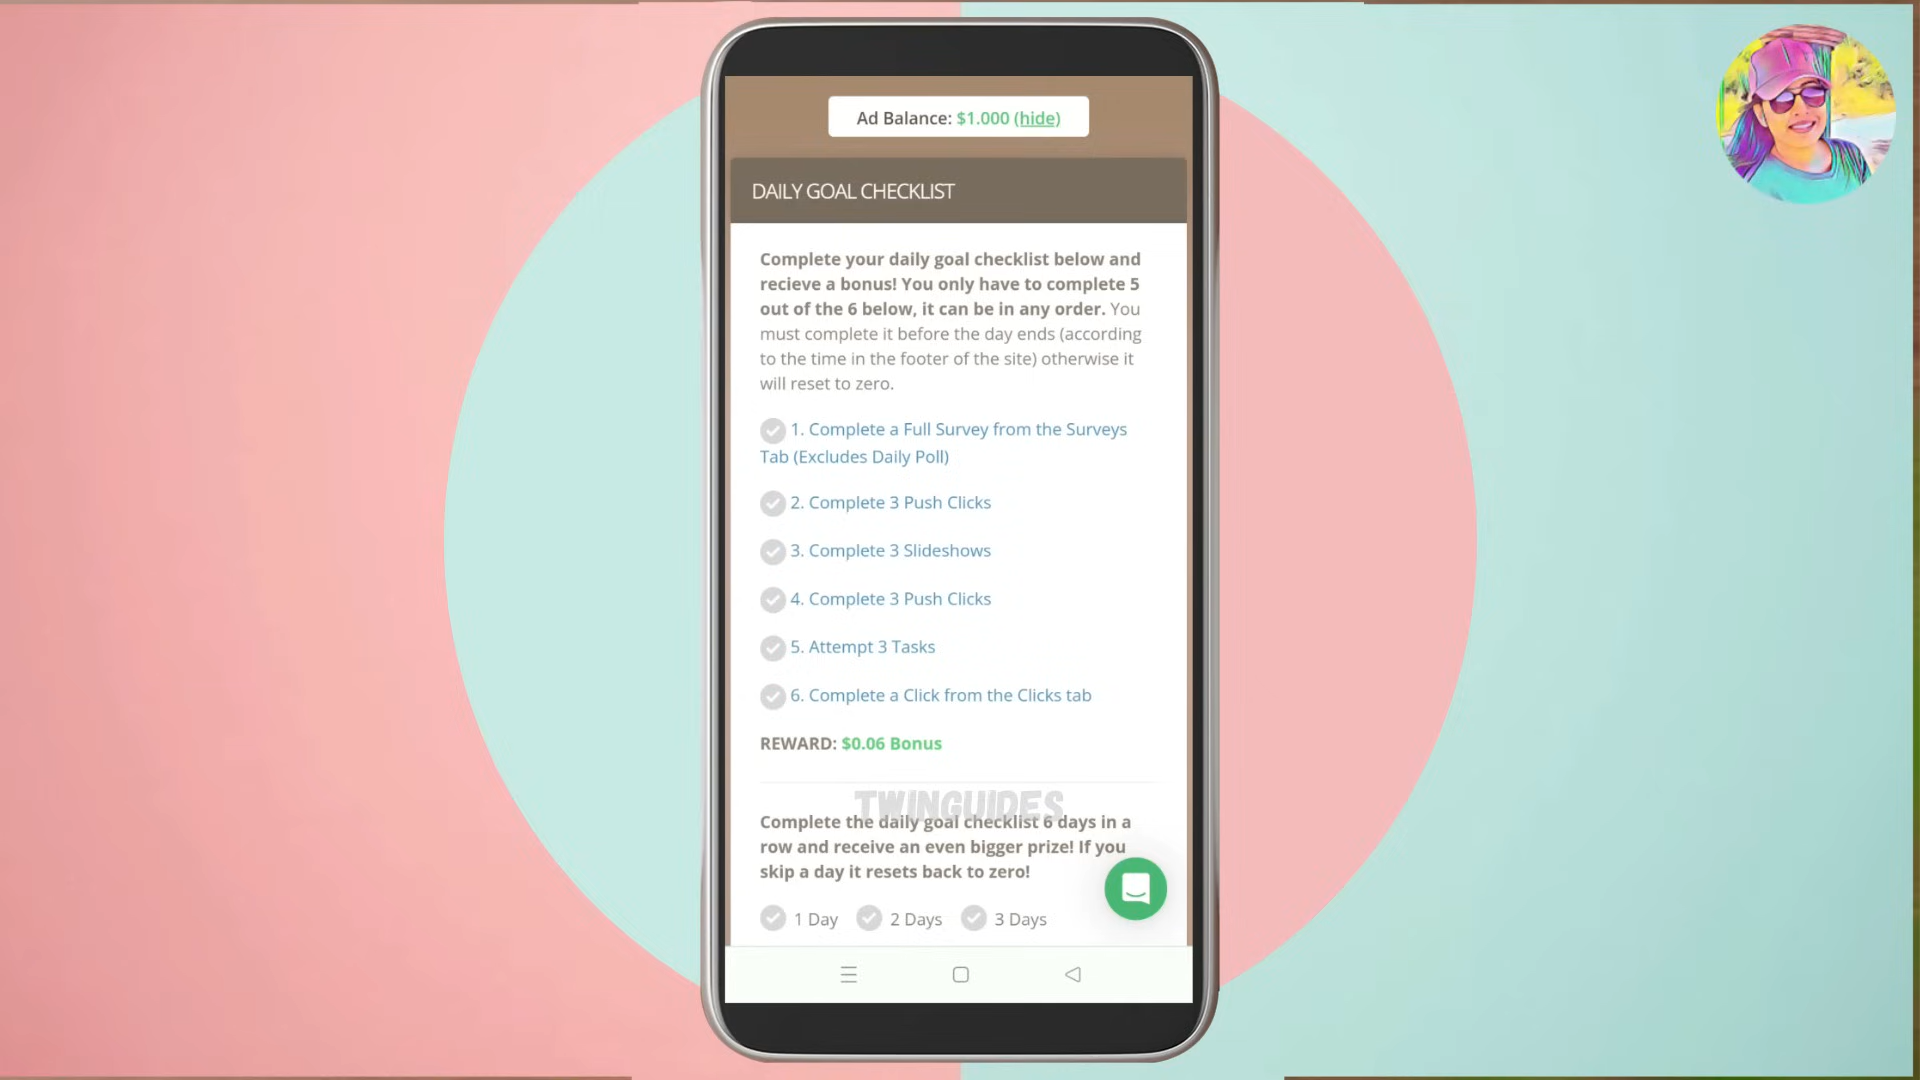 Ad Balance: $1.000 (hide)
DAILY GOAL CHECKLIST
Complete your daily goal checklist below and
recieve a bonus! You only have to complete 5
out of the 6 below, it can be in any order. You
must complete it before the day ends (according
to the time in the footer of the site) otherwise it
will reset to zero.
1. Complete a Full Survey from the Surveys
Tab (Excludes Daily Poll)
2. Complete 3 Push Clicks
3. Complete 3 Slideshows
4. Complete 3 Push Clicks
5. Attempt 3 Tasks
6. Complete a Click from the Clicks tab
REWARD: $0.06 Bonus
TWINGUIDES
Complete the daily goal checklist 6 days in a
row and receive an even bigger prize! If you
skip a day it resets back to zero!
1 Day 2 Days 3 Days